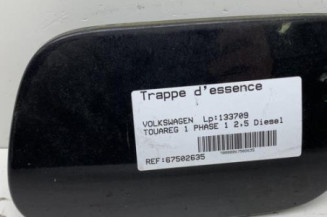 Trappe d'essence
VOLKSWAGEN Lp:133709
TOUAREG 1 PHASE 1 2.5 Diesel
REF:67502635